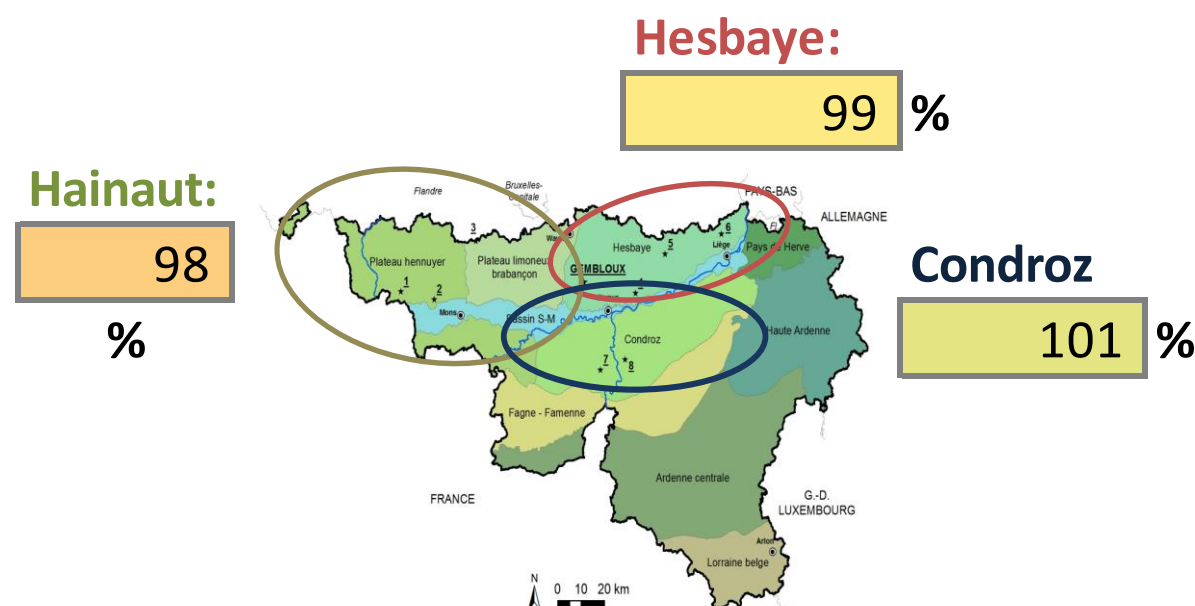 Hesbaye:
99 %
Hainaut:
98
%
Condroz
101 %
Flandre
Bruxelles-
Capitale
PAYS-BAS
ALLEMAGNE
3
6
5
Hesbaye
Liège
Pays de Herve
Plateau hennuyer
Plateau limoneux
brabançon
GEMBLOUX
1
2
Mons
Bassin S-M
Condroz
Haute Ardenne
7
8
Fagne - Famenne
Ardenne centrale
FRANCE
G.-D.
LUXEMBOURG
Arlon
Lorraine belge
N
0 10 20 km